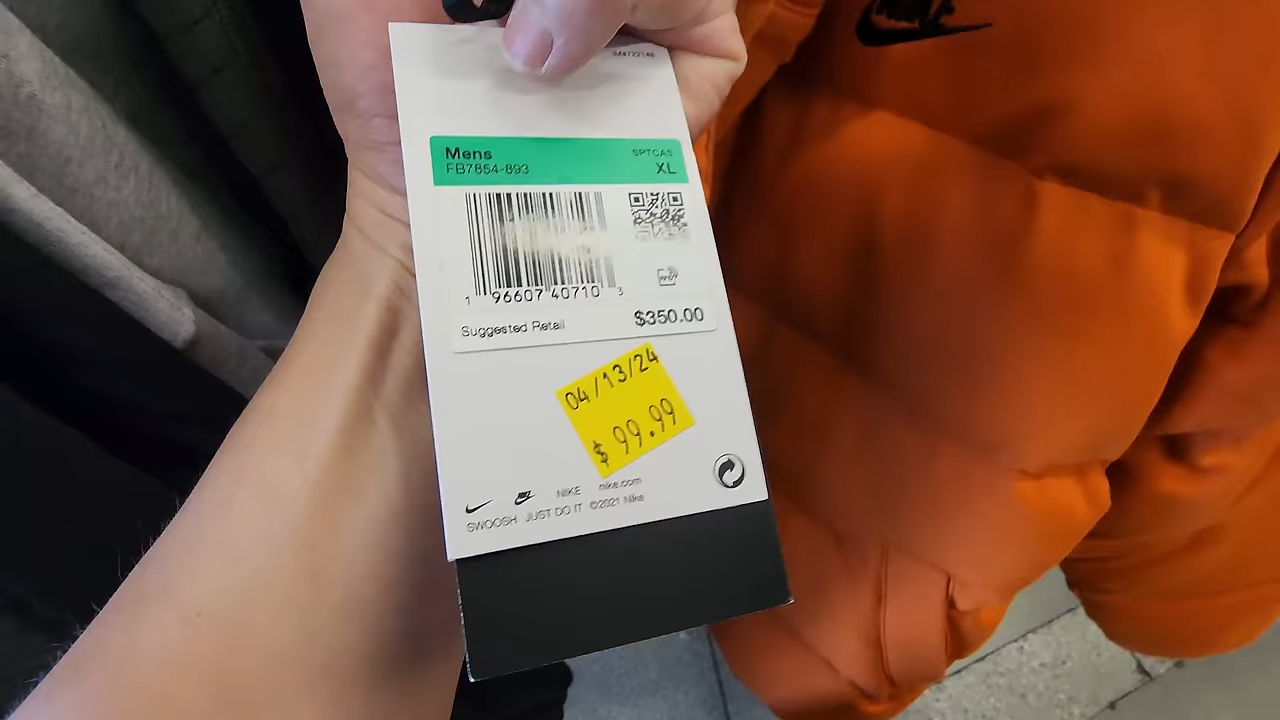 Mens SPTCAS
FB7854-893 XL
1 96607 40710 3
Suggested Retail $350.00
04/13/24
$ 99.99
NIKE nike.com
SWOOSH JUST DO IT ©2021 Nike